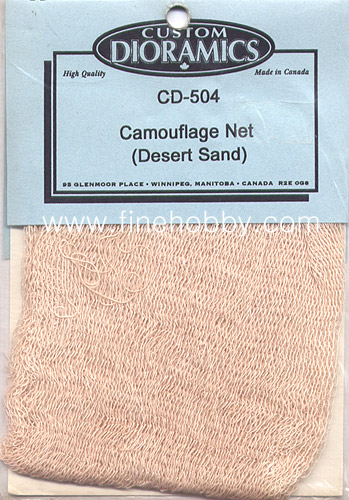 CUSTOM
DIORAMICS
High Quality
Made in Canada
CD-504
Camouflage Net
(Desert Sand)
98 GLENMOOR PLACE • WINNIPEG, MANITOBA • CANADA R2E 0G8
www.finehobby.com